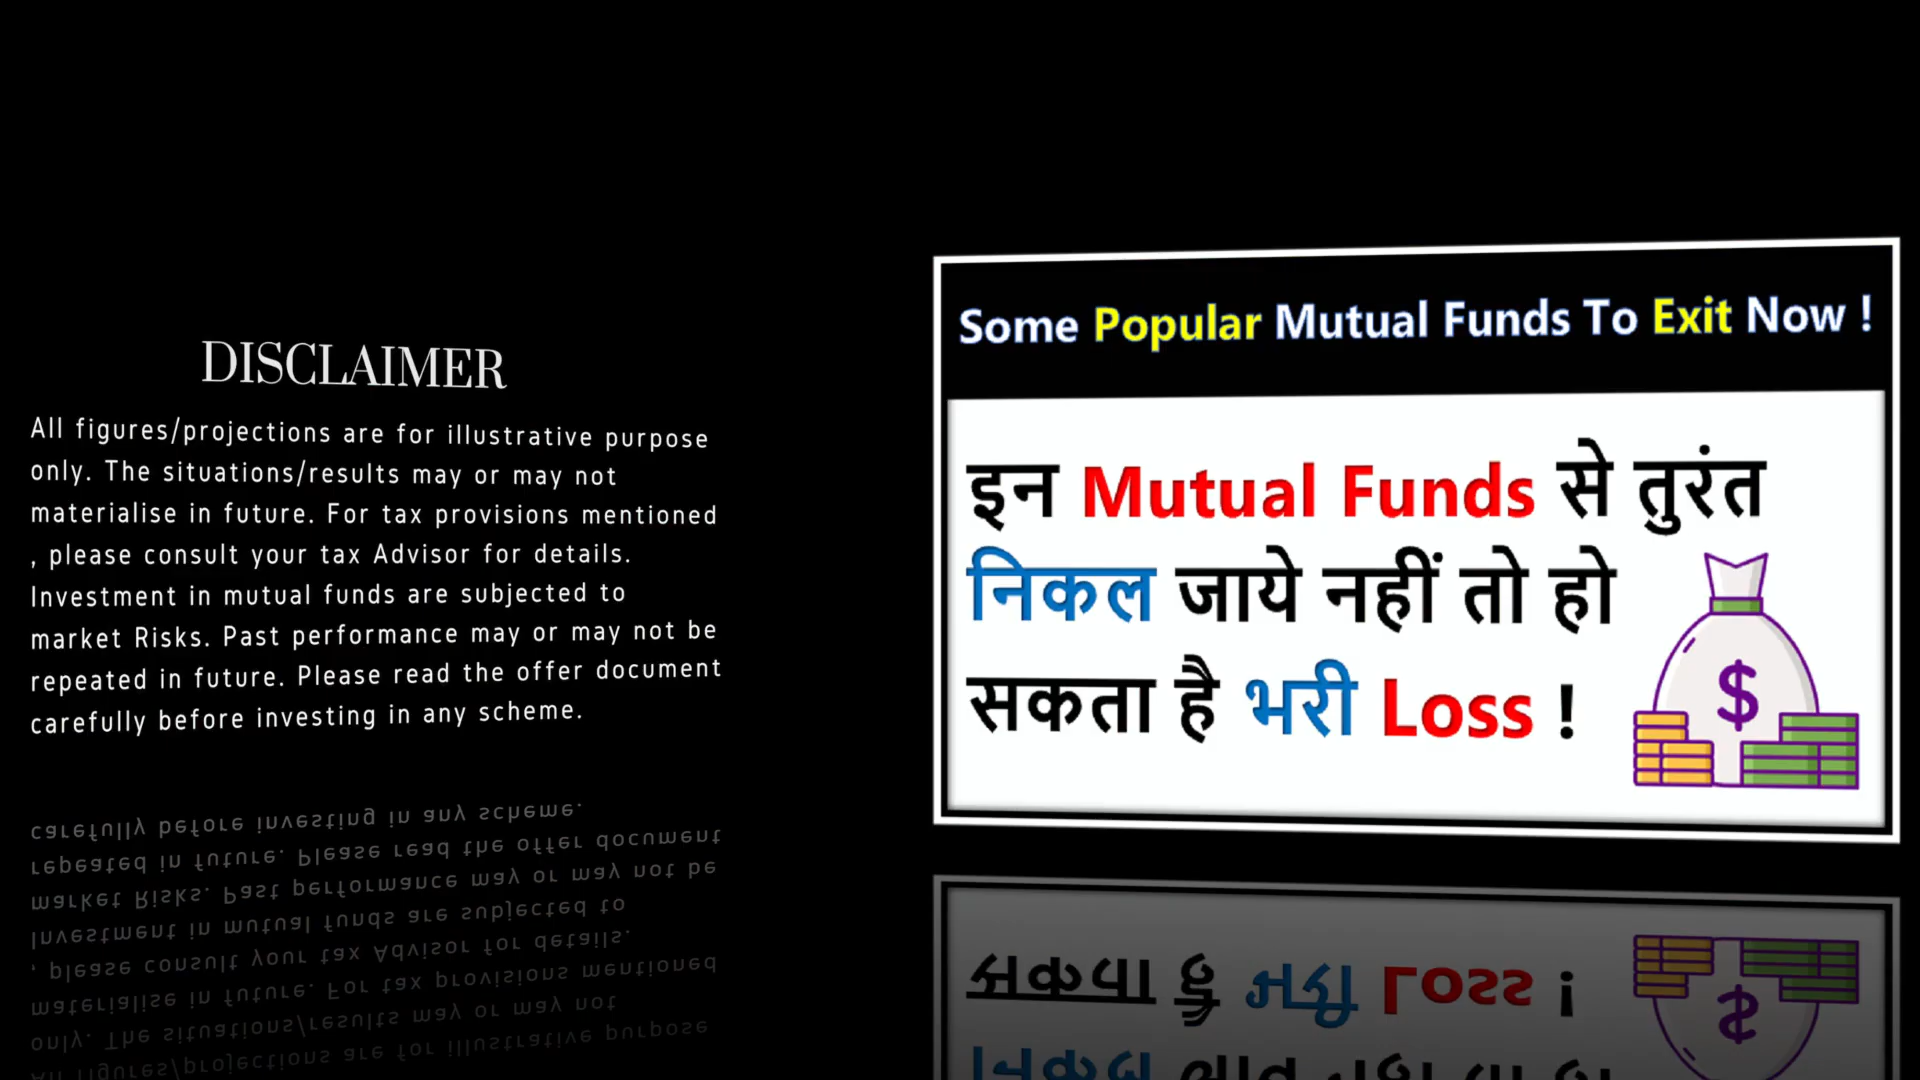 DISCLAIMER
All figures/projections are for illustrative purpose
only. The situations/results may or may not
materialise in future. For tax provisions mentioned
, please consult your tax Advisor for details.
Investment in mutual funds are subjected to
market Risks. Past performance may or may not be
repeated in future. Please read the offer document
carefully before investing in any scheme.
Some Popular Mutual Funds To Exit Now !
इन Mutual Funds से तुरंत
निकल जाये नहीं तो हो
सकता है भरी Loss !
$